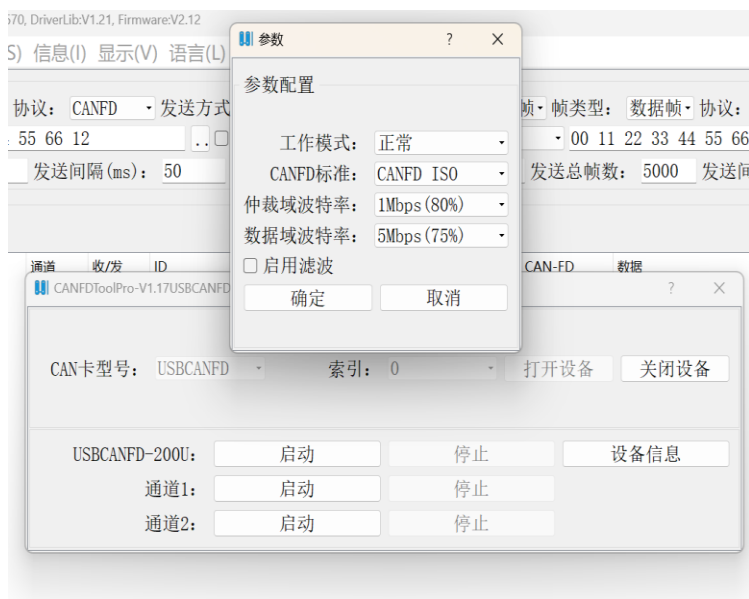 570, DriverLib:V1.21, Firmware:V2.12
S) 信息(I) 显示(V) 语言(L)
参数 ? ×
参数配置
协议： CANFD 发送方式
帧 帧类型： 数据帧 协议：
55 66 12 ..
00 11 22 33 44 55 66
发送间隔(ms)： 50
发送总帧数： 5000 发送间
工作模式： 正常
CANFD标准： CANFD ISO
仲裁域波特率： 1Mbps(80%)
数据域波特率： 5Mbps(75%)
启用滤波
确定 取消
通道 收/发 ID CAN-FD 数据
CANFDToolPro-V1.17USBCANFD ? ×
CAN卡型号： USBCANFD 索引： 0 打开设备 关闭设备
USBCANFD-200U： 启动 停止 设备信息
通道1： 启动 停止
通道2： 启动 停止